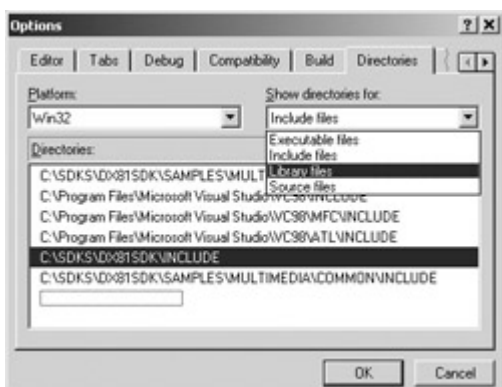 Options
Editor Tabs Debug Compatibility Build Directories
Platform: Show directories for:
Win32 Include files
Executable files
Include files
Library files
Source files
Directories:
C:\SDKS\DX81SDK\SAMPLES\MULT
C:\Program Files\Microsoft Visual Studio\VC98\INCLUDE
C:\Program Files\Microsoft Visual Studio\VC98\MFC\INCLUDE
C:\Program Files\Microsoft Visual Studio\VC98\ATL\INCLUDE
C:\SDKS\DX81SDK\INCLUDE
C:\SDKS\DX81SDK\SAMPLES\MULTIMEDIA\COMMON\INCLUDE
OK Cancel